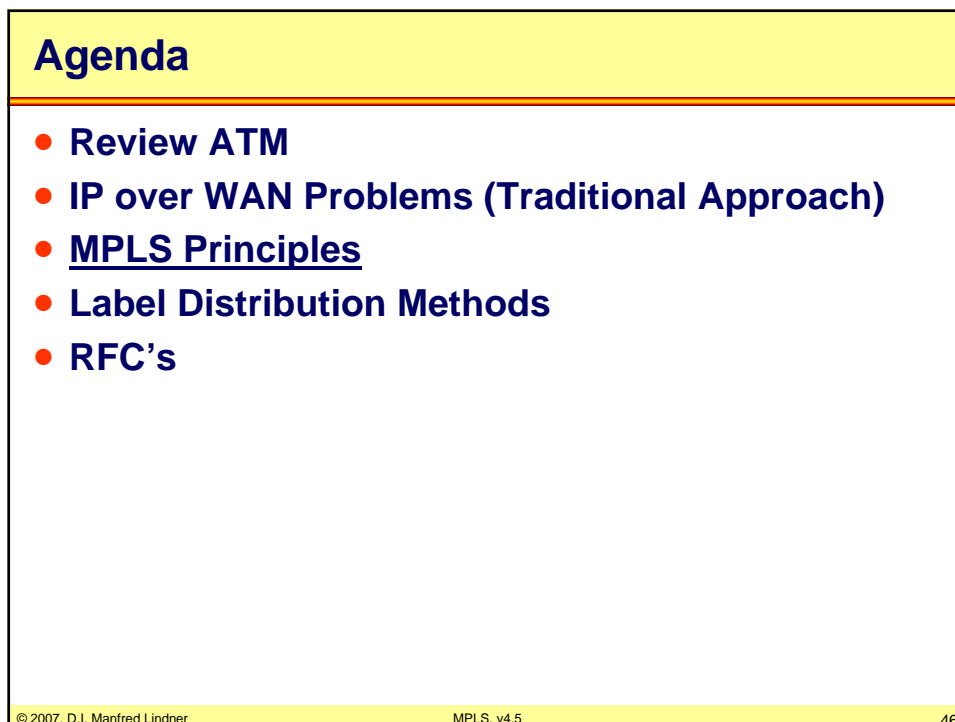 Agenda
• Review ATM
• IP over WAN Problems (Traditional Approach)
• MPLS Principles
• Label Distribution Methods
• RFC's
© 2007, D.I. Manfred Lindner MPLS, v4.5 46